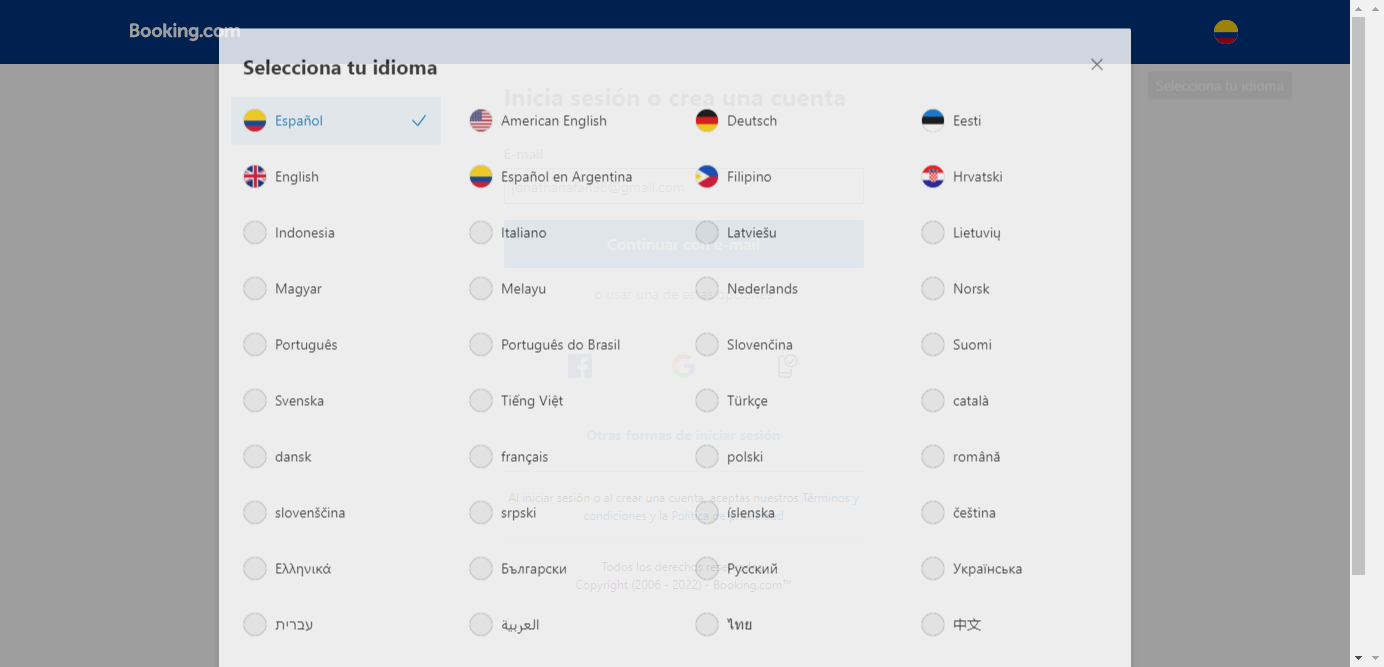 Booking.com
Selecciona tu idioma
Selecciona tu idioma
Inicia sesión o crea una cuenta
Español
American English
Deutsch
Eesti
E-mail
English
Español en Argentina
Filipino
Hrvatski
@gmail.com
Indonesia
Italiano
Latviešu
Lietuvių
Continuar con e-mail
Magyar
Melayu
Nederlands
Norsk
o usar una de estas opciones
Português
Português do Brasil
Slovenčina
Suomi
Svenska
Tiếng Việt
Türkçe
català
Otras formas de iniciar sesión
dansk
français
polski
română
Al iniciar sesión o al crear una cuenta, aceptas nuestros Términos y
condiciones y la Política de privacidad
slovenščina
srpski
íslenska
čeština
Ελληνικά
Български
Русский
Українська
Todos los derechos reservados.
Copyright (2006 - 2022) - Booking.com™
עברית
العربية
ไทย
中文